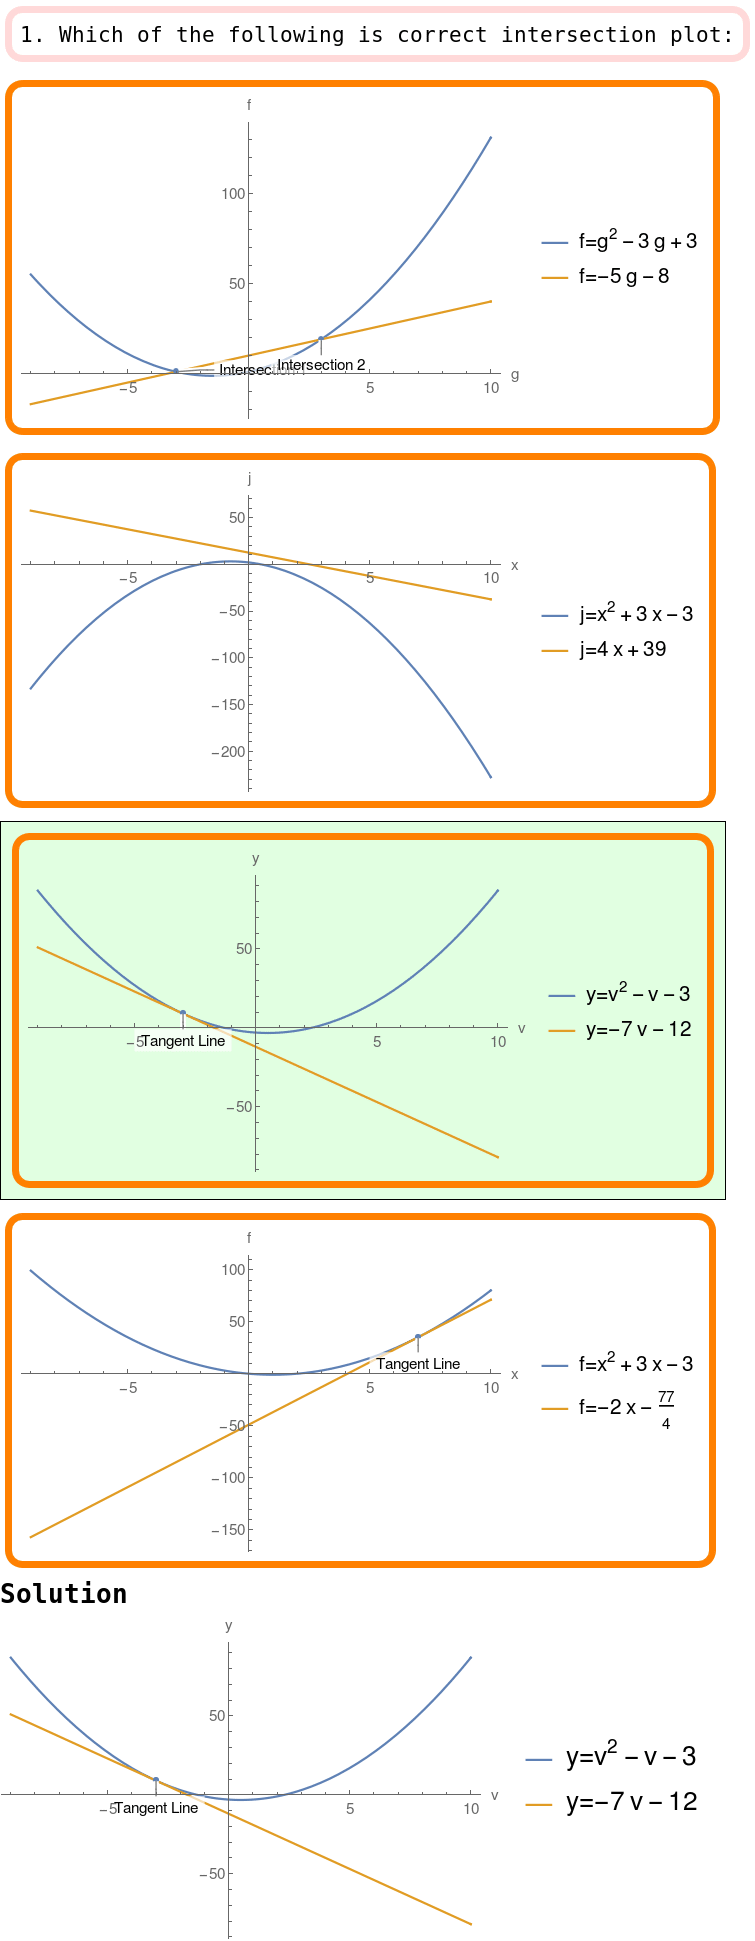 1. Which of the following is correct intersection plot:
f
100
50
−5
5
10
g
Intersection 2
f=g² − 3 g + 3
f=−5 g − 8
j
50
−5
5
10
x
−50
−100
−150
−200
j=x² + 3 x − 3
j=4 x + 39
y
50
−5
Tangent Line
5
10
v
−50
y=v² − v − 3
y=−7 v − 12
f
100
50
Tangent Line
−5
5
10
x
−50
−100
−150
f=x² + 3 x − 3
f=−2 x − 77/4
Solution
y
50
−5
Tangent Line
5
10
v
−50
y=v² − v − 3
y=−7 v − 12